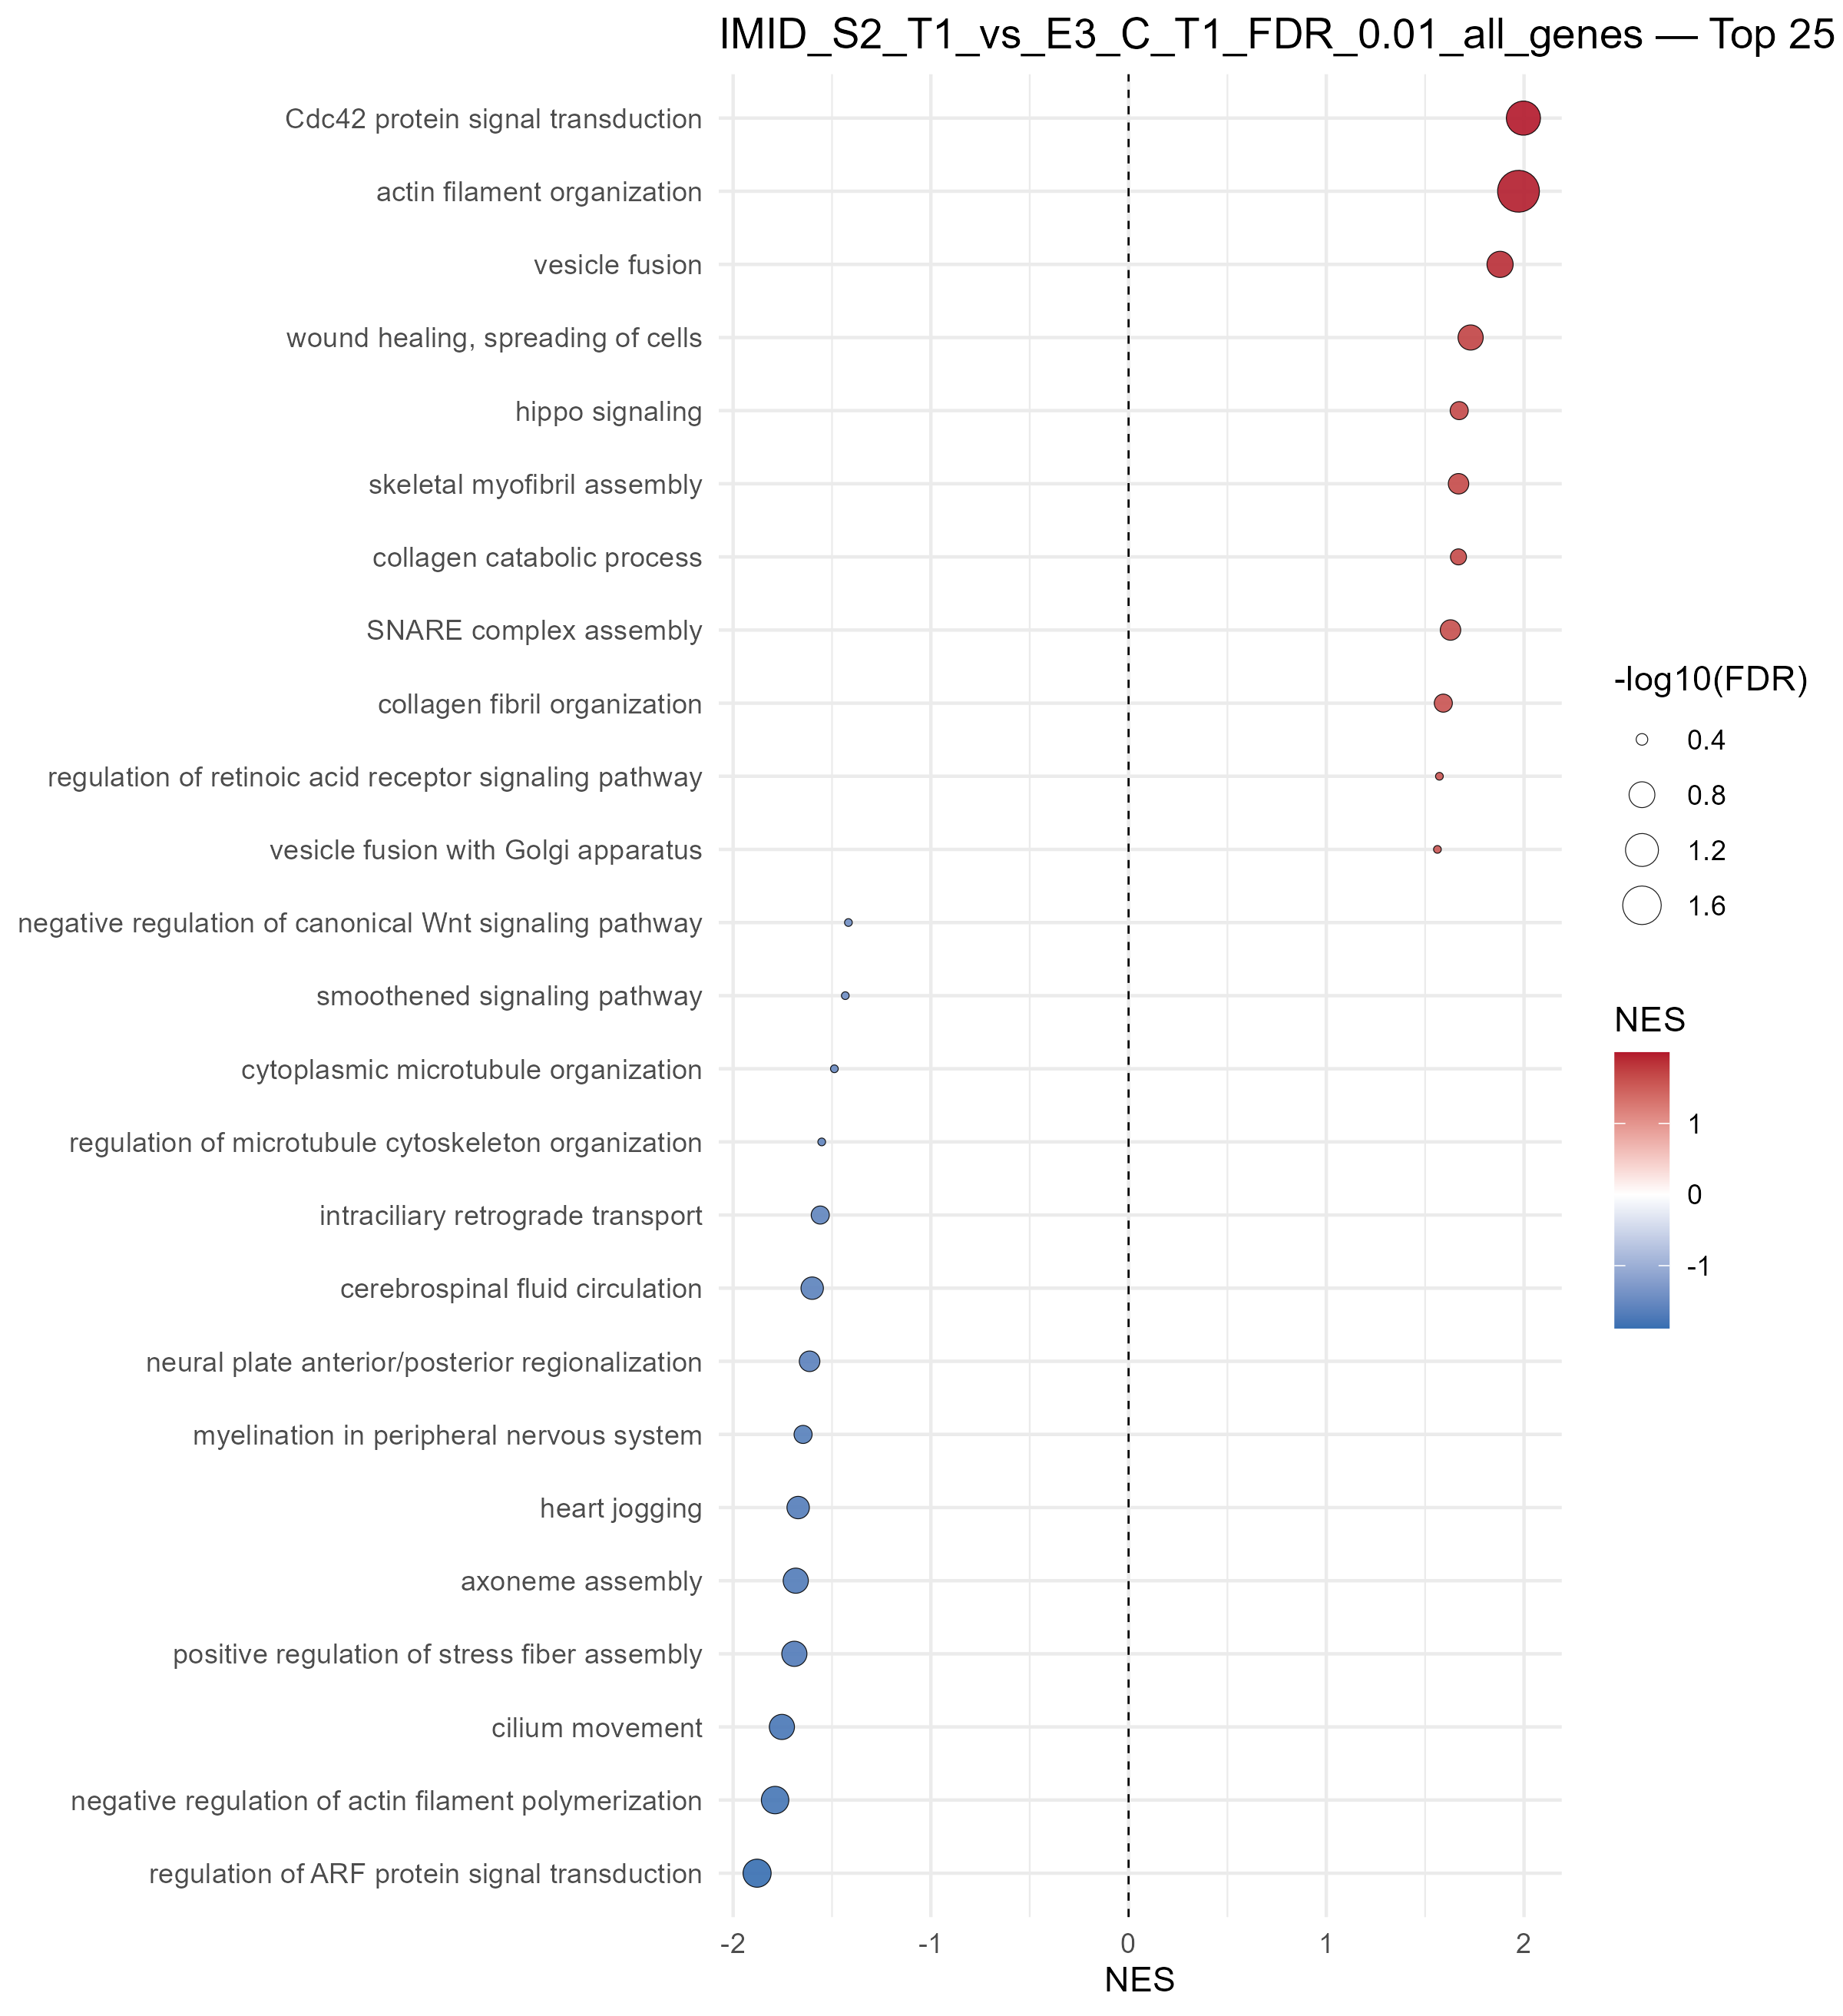 IMID_S2_T1_vs_E3_C_T1_FDR_0.01_all_genes — Top 25
Cdc42 protein signal transduction
actin filament organization
vesicle fusion
wound healing, spreading of cells
hippo signaling
skeletal myofibril assembly
collagen catabolic process
SNARE complex assembly
collagen fibril organization
regulation of retinoic acid receptor signaling pathway
vesicle fusion with Golgi apparatus
negative regulation of canonical Wnt signaling pathway
smoothened signaling pathway
cytoplasmic microtubule organization
regulation of microtubule cytoskeleton organization
intraciliary retrograde transport
cerebrospinal fluid circulation
neural plate anterior/posterior regionalization
myelination in peripheral nervous system
heart jogging
axoneme assembly
positive regulation of stress fiber assembly
cilium movement
negative regulation of actin filament polymerization
regulation of ARF protein signal transduction
-2 -1 0 1 2
NES
-log10(FDR)
0.4
0.8
1.2
1.6
NES
1
0
-1